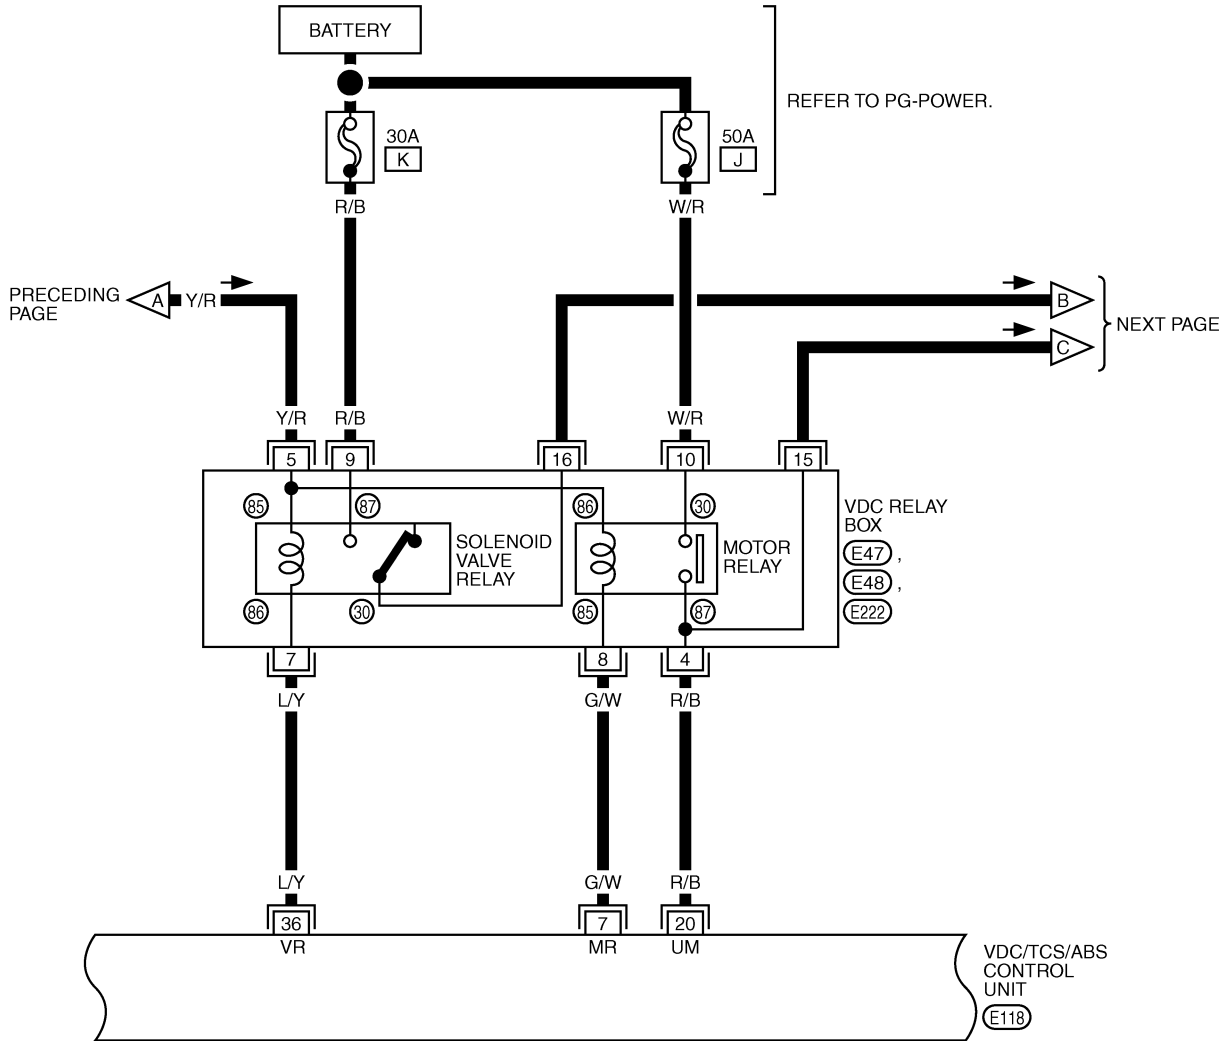 BATTERY
REFER TO PG-POWER.
30A
K
50A
J
R/B
W/R
PRECEDING
PAGE
A
Y/R
B
C
NEXT PAGE
Y/R
R/B
W/R
5
9
16
10
15
85
87
86
30
SOLENOID
VALVE
RELAY
MOTOR
RELAY
VDC RELAY
BOX
E47 ,
E48 ,
E222
86
30
85
87
7
8
4
L/Y
G/W
R/B
L/Y
G/W
R/B
36
7
20
VR
MR
UM
VDC/TCS/ABS
CONTROL
UNIT
E118